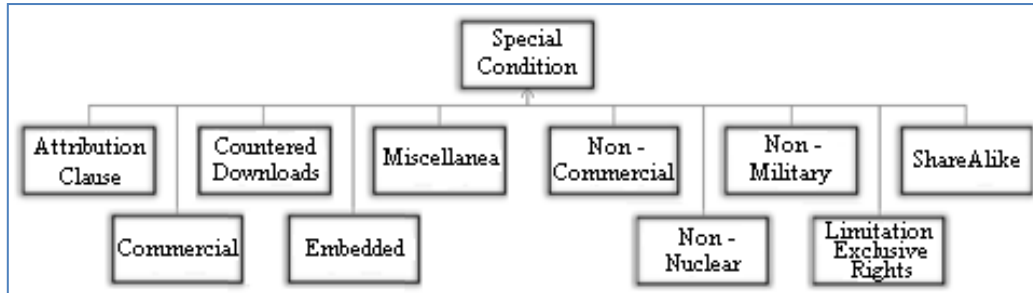 Special
Condition
Attribution
Clause
Countered
Downloads
Miscellanea
Non -
Commercial
Non -
Military
ShareAlike
Commercial
Embedded
Non -
Nuclear
Limitation
Exclusive
Rights